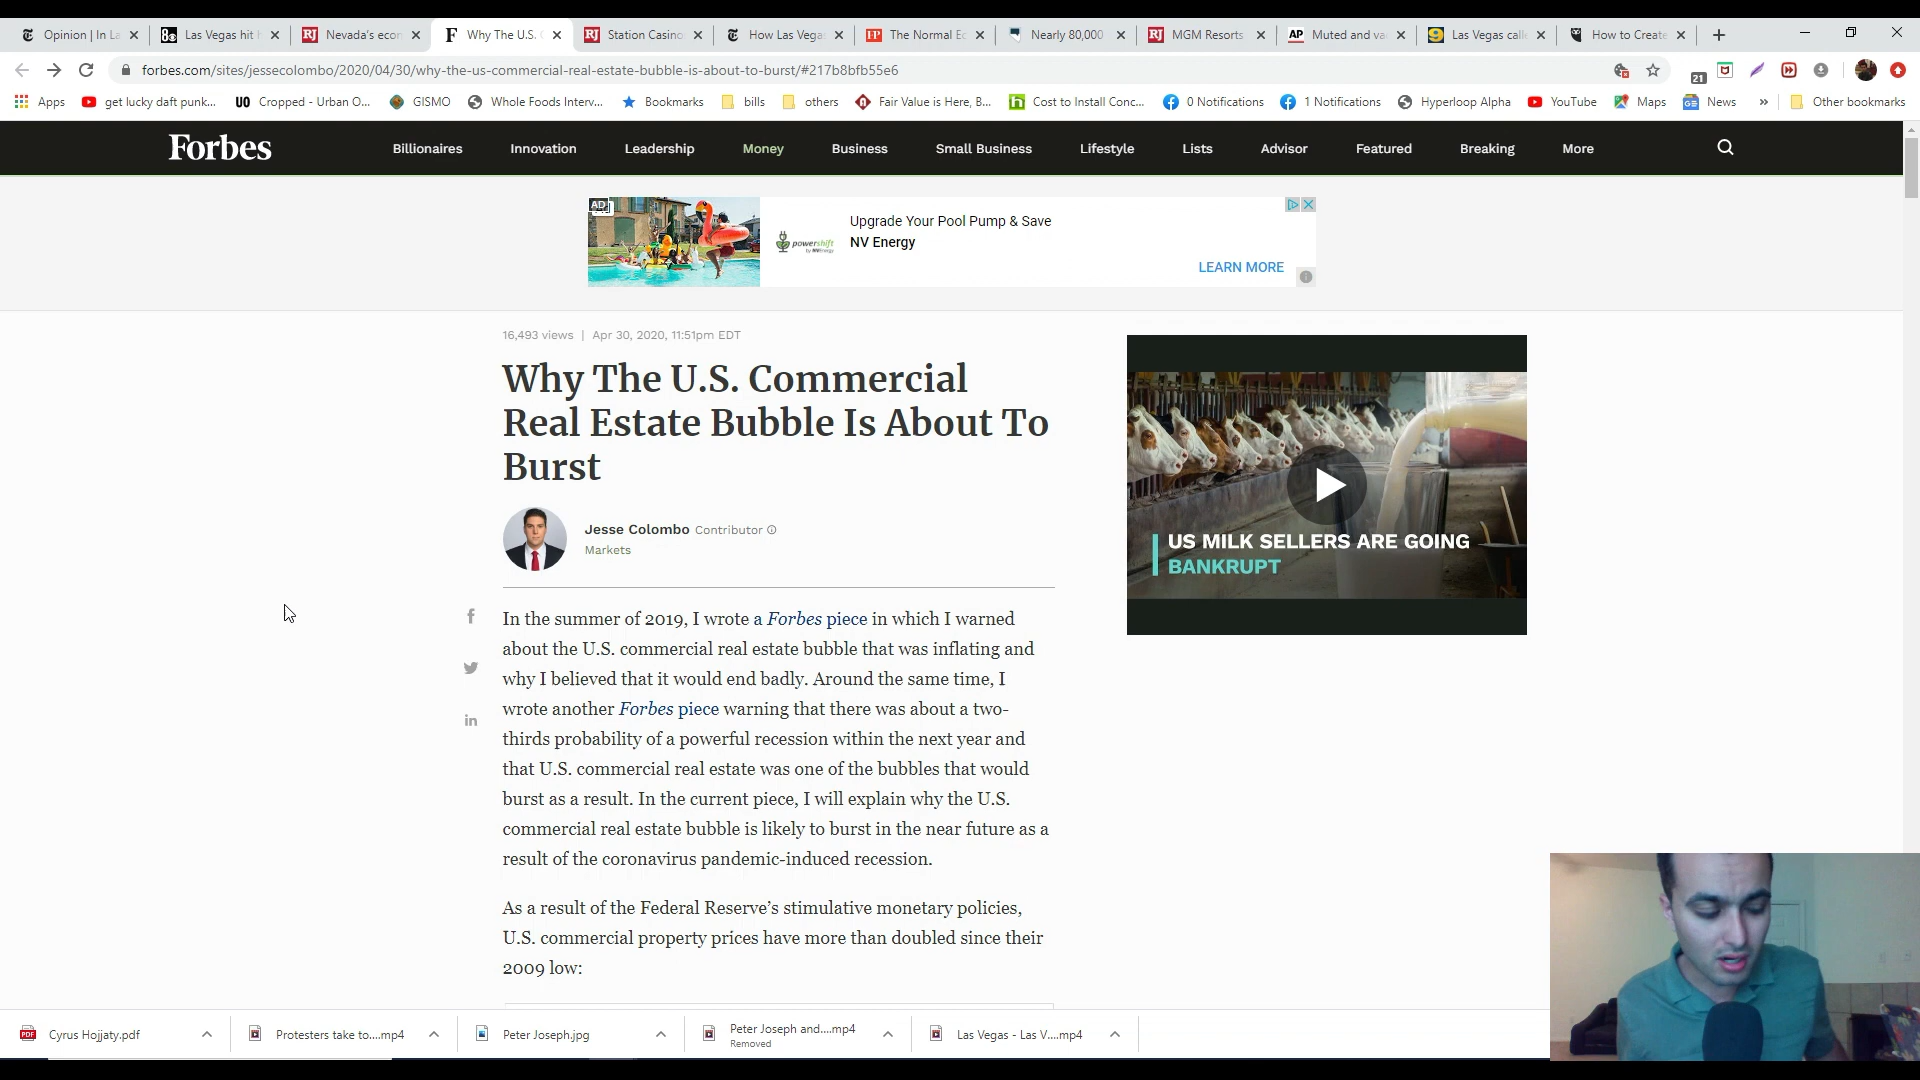 Opinion | In La
Las Vegas hit h
Nevada's econ
Why The U.S. C
Station Casino
How Las Vegas
The Normal Ec
Nearly 80,000
MGM Resorts
Muted and va
Las Vegas call
How to Create
forbes.com/sites/jessecolombo/2020/04/30/why-the-us-commercial-real-estate-bubble-is-about-to-burst/#217b8bfb55e6
21
Apps
get lucky daft punk...
UO Cropped - Urban O...
GISMO
Whole Foods Interv...
Bookmarks
bills
others
Fair Value is Here, B...
Cost to Install Conc...
0 Notifications
1 Notifications
Hyperloop Alpha
YouTube
Maps
News
»
Other bookmarks
Forbes
Billionaires
Innovation
Leadership
Money
Business
Small Business
Lifestyle
Lists
Advisor
Featured
Breaking
More
AD
powershift
by NVEnergy
Upgrade Your Pool Pump & Save
NV Energy
LEARN MORE
16,493 views | Apr 30, 2020, 11:51pm EDT
Why The U.S. Commercial
Real Estate Bubble Is About To
Burst
Jesse Colombo Contributor
Markets
US MILK SELLERS ARE GOING
BANKRUPT
In the summer of 2019, I wrote a Forbes piece in which I warned
about the U.S. commercial real estate bubble that was inflating and
why I believed that it would end badly. Around the same time, I
wrote another Forbes piece warning that there was about a two-
thirds probability of a powerful recession within the next year and
that U.S. commercial real estate was one of the bubbles that would
burst as a result. In the current piece, I will explain why the U.S.
commercial real estate bubble is likely to burst in the near future as a
result of the coronavirus pandemic-induced recession.
As a result of the Federal Reserve's stimulative monetary policies,
U.S. commercial property prices have more than doubled since their
2009 low:
Cyrus Hojjaty.pdf
Protesters take to....mp4
Peter Joseph.jpg
Peter Joseph and....mp4
Removed
Las Vegas - Las V....mp4